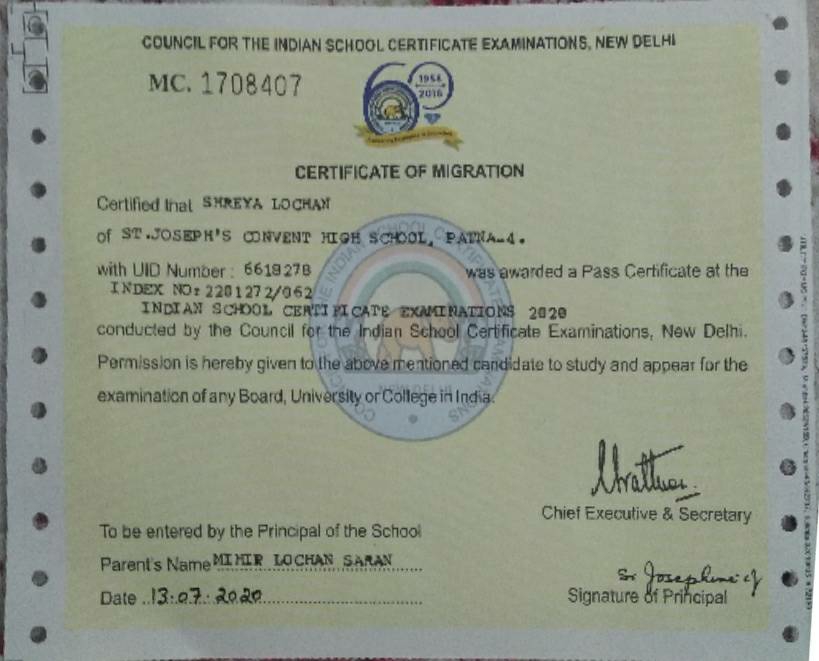 COUNCIL FOR THE INDIAN SCHOOL CERTIFICATE EXAMINATIONS, NEW DELHI
MC. 1708407
1958
2018
CERTIFICATE OF MIGRATION
Certified that SHREYA LOCHAN
of ST.JOSEPH'S CONVENT HIGH SCHOOL, PATNA-4.
with UID Number : 6619278 was awarded a Pass Certificate at the
INDEX NO: 2201272/062
INDIAN SCHOOL CERTIFICATE EXAMINATIONS 2020
conducted by the Council for the Indian School Certificate Examinations, New Delhi.
Permission is hereby given to the above mentioned candidate to study and appear for the
examination of any Board, University or College in India.
NEW DELHI
Chief Executive & Secretary
To be entered by the Principal of the School
Parent's Name MIHIR LOCHAN SARAN
Sr Josephine cj
Date 13.07.2020
Signature of Principal